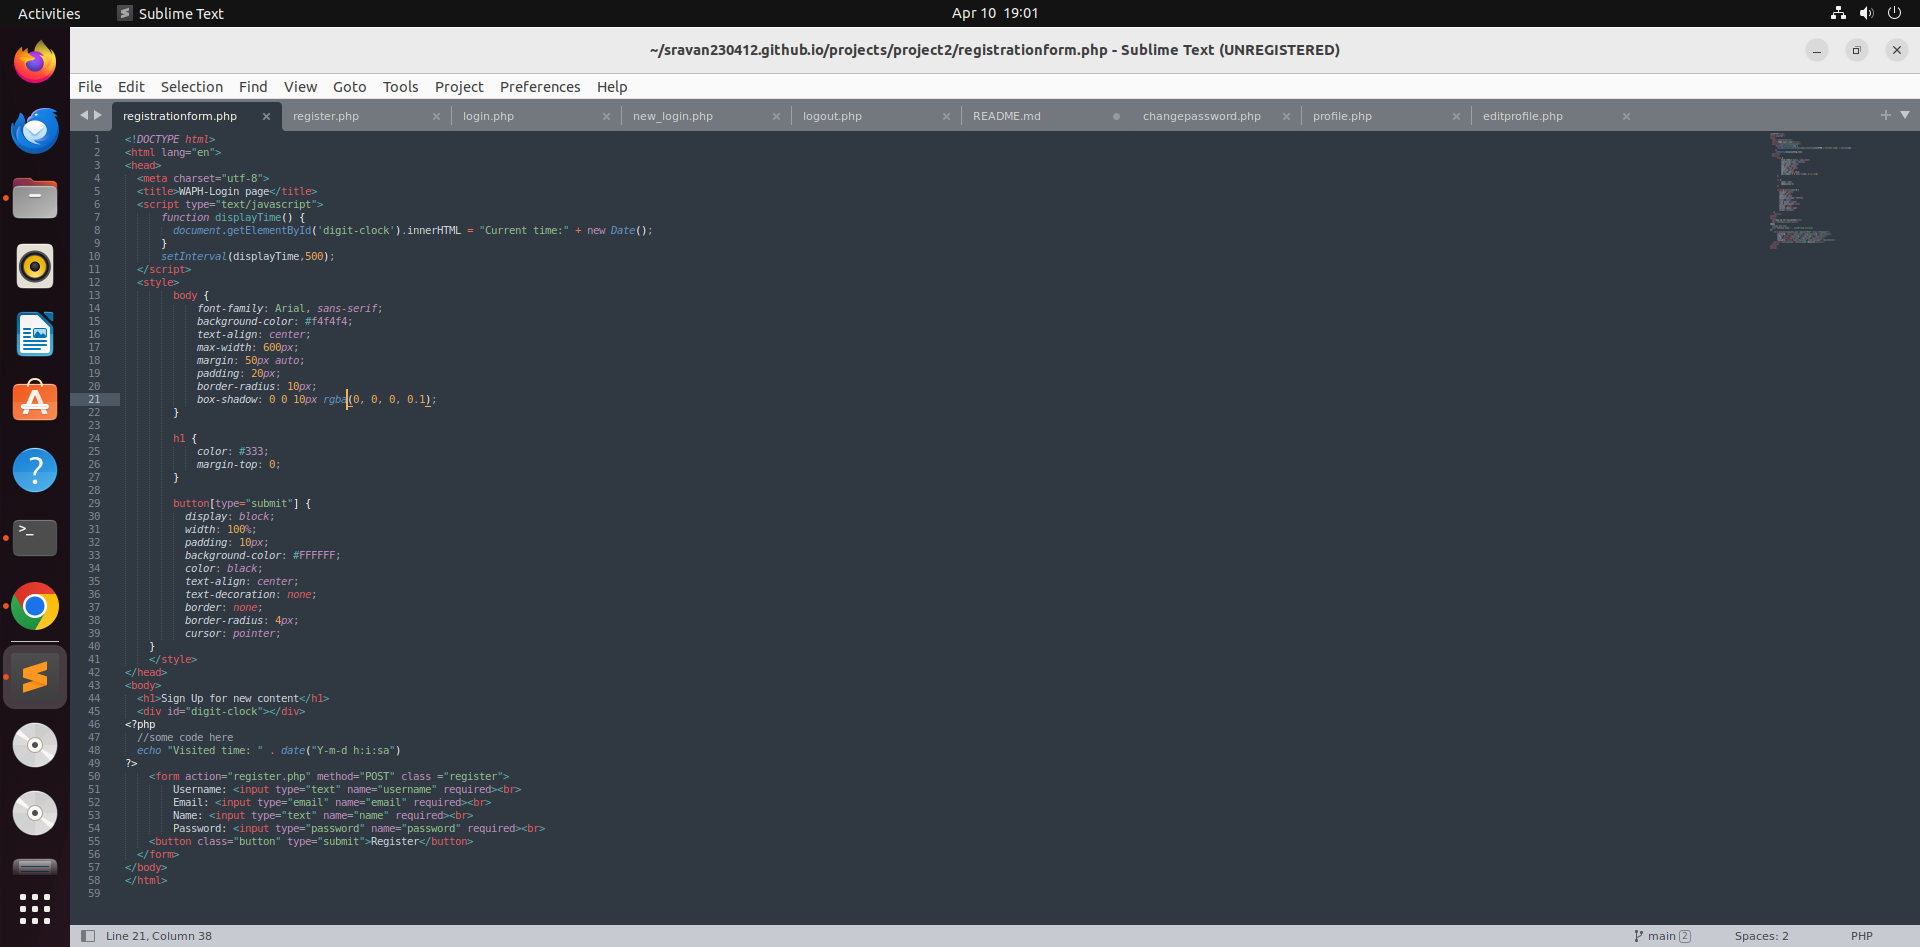 Activities Sublime Text Apr 10 19:01
~/sravan230412.github.io/projects/project2/registrationform.php - Sublime Text (UNREGISTERED)
File Edit Selection Find View Goto Tools Project Preferences Help
registrationform.php register.php login.php new_login.php logout.php README.md changepassword.php profile.php editprofile.php
1 <!DOCTYPE html>
2 <html lang="en">
3 <head>
4 <meta charset="utf-8">
5 <title>WAPH-Login page</title>
6 <script type="text/javascript">
7 function displayTime() {
8 document.getElementById('digit-clock').innerHTML = "Current time:" + new Date();
9 }
10 setInterval(displayTime,500);
11 </script>
12 <style>
13 body {
14 font-family: Arial, sans-serif;
15 background-color: #f4f4f4;
16 text-align: center;
17 max-width: 600px;
18 margin: 50px auto;
19 padding: 20px;
20 border-radius: 10px;
21 box-shadow: 0 0 10px rgba(0, 0, 0, 0.1);
22 }
23
24 h1 {
25 color: #333;
26 margin-top: 0;
27 }
28
29 button[type="submit"] {
30 display: block;
31 width: 100%;
32 padding: 10px;
33 background-color: #FFFFFF;
34 color: black;
35 text-align: center;
36 text-decoration: none;
37 border: none;
38 border-radius: 4px;
39 cursor: pointer;
40 }
41 </style>
42 </head>
43 <body>
44 <h1>Sign Up for new content</h1>
45 <div id="digit-clock"></div>
46 <?php
47 //some code here
48 echo "Visited time: " . date("Y-m-d h:i:sa")
49 ?>
50 <form action="register.php" method="POST" class ="register">
51 Username: <input type="text" name="username" required><br>
52 Email: <input type="email" name="email" required><br>
53 Name: <input type="text" name="name" required><br>
54 Password: <input type="password" name="password" required><br>
55 <button class="button" type="submit">Register</button>
56 </form>
57 </body>
58 </html>
59
Line 21, Column 38 main 2 Spaces: 2 PHP